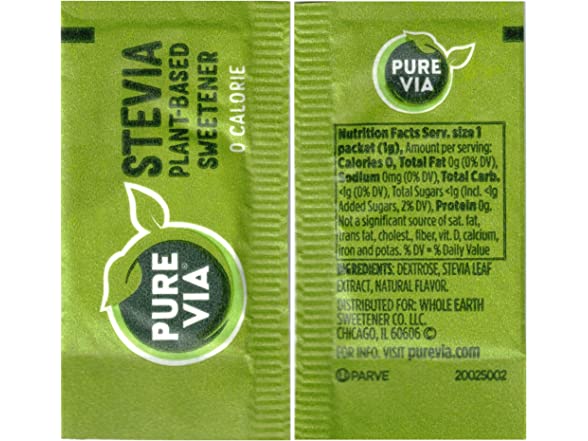 STEVIA
PLANT-BASED
SWEETENER
0 CALORIE
PURE
VIA®
PURE
VIA
Nutrition Facts Serv. size 1
packet (1g), Amount per serving:
Calories 0, Total Fat 0g (0% DV),
Sodium 0mg (0% DV), Total Carb.
<1g (0% DV), Total Sugars <1g (Incl. <1g
Added Sugars, 2% DV), Protein 0g.
Not a significant source of sat. fat,
trans fat, cholest., fiber, vit. D, calcium,
iron and potas. % DV = % Daily Value
INGREDIENTS: DEXTROSE, STEVIA LEAF
EXTRACT, NATURAL FLAVOR.
DISTRIBUTED FOR: WHOLE EARTH
SWEETENER CO. LLC.
CHICAGO, IL 60606 ©
FOR INFO. VISIT purevia.com
Ⓤ PARVE 20025002